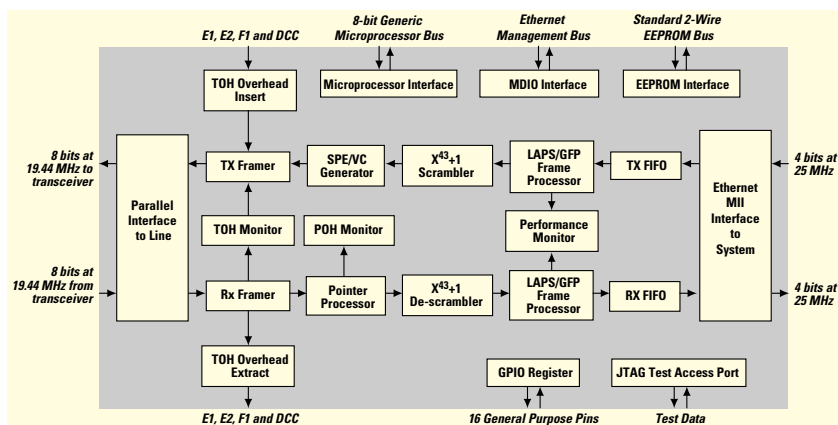 E1, E2, F1 and DCC
8-bit Generic
Microprocessor Bus
Ethernet
Management Bus
Standard 2-Wire
EEPROM Bus
TOH Overhead
Insert
Microprocessor Interface
MDIO Interface
EEPROM Interface
8 bits at
19.44 MHz to
transceiver
Parallel
Interface
to Line
TX Framer
SPE/VC
Generator
X43+1
Scrambler
LAPS/GFP
Frame
Processor
TX FIFO
Ethernet
MII
Interface
to
System
4 bits at
25 MHz
TOH Monitor
POH Monitor
Performance
Monitor
8 bits at
19.44 MHz from
transceiver
Rx Framer
Pointer
Processor
X43+1
De-scrambler
LAPS/GFP
Frame
Processor
RX FIFO
4 bits at
25 MHz
TOH Overhead
Extract
GPIO Register
JTAG Test Access Port
E1, E2, F1 and DCC
16 General Purpose Pins
Test Data